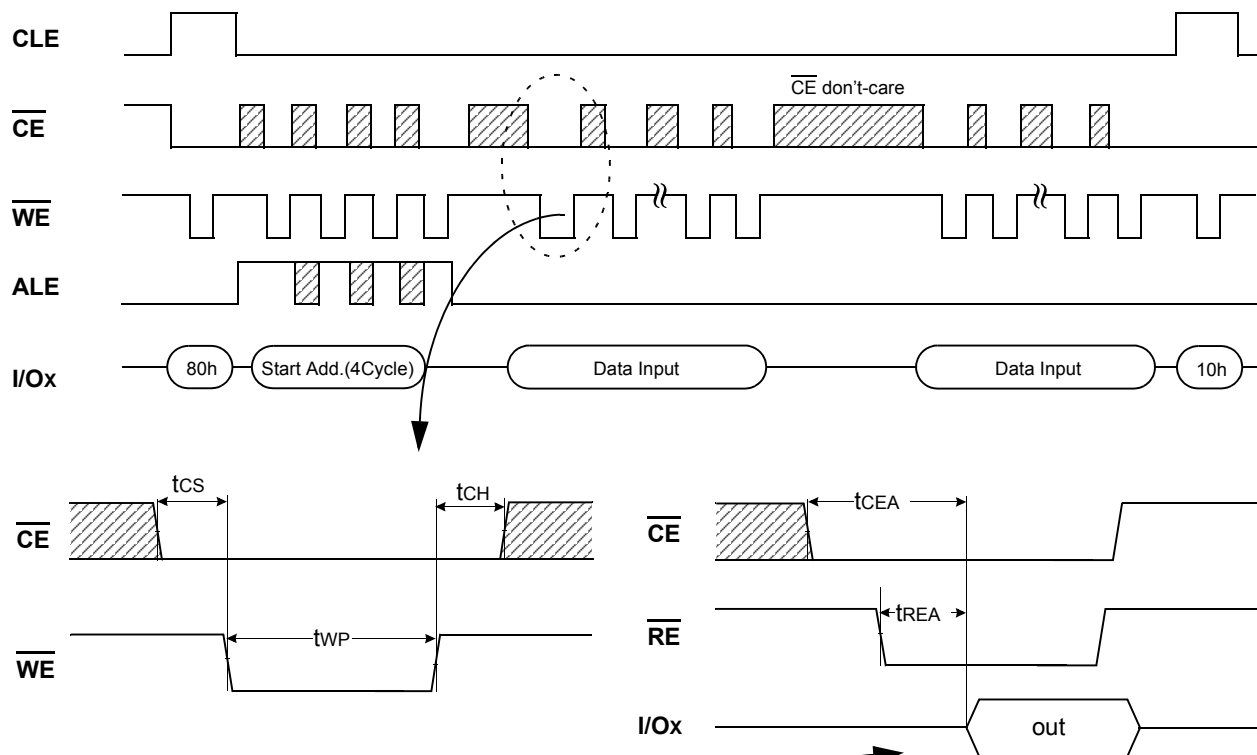 CLE
CE don't-care
CE
WE
ALE
I/Ox 80h Start Add.(4Cycle) Data Input Data Input 10h
tCS tCH
CE
tWP
WE
tCEA
CE
tREA
RE
I/Ox out